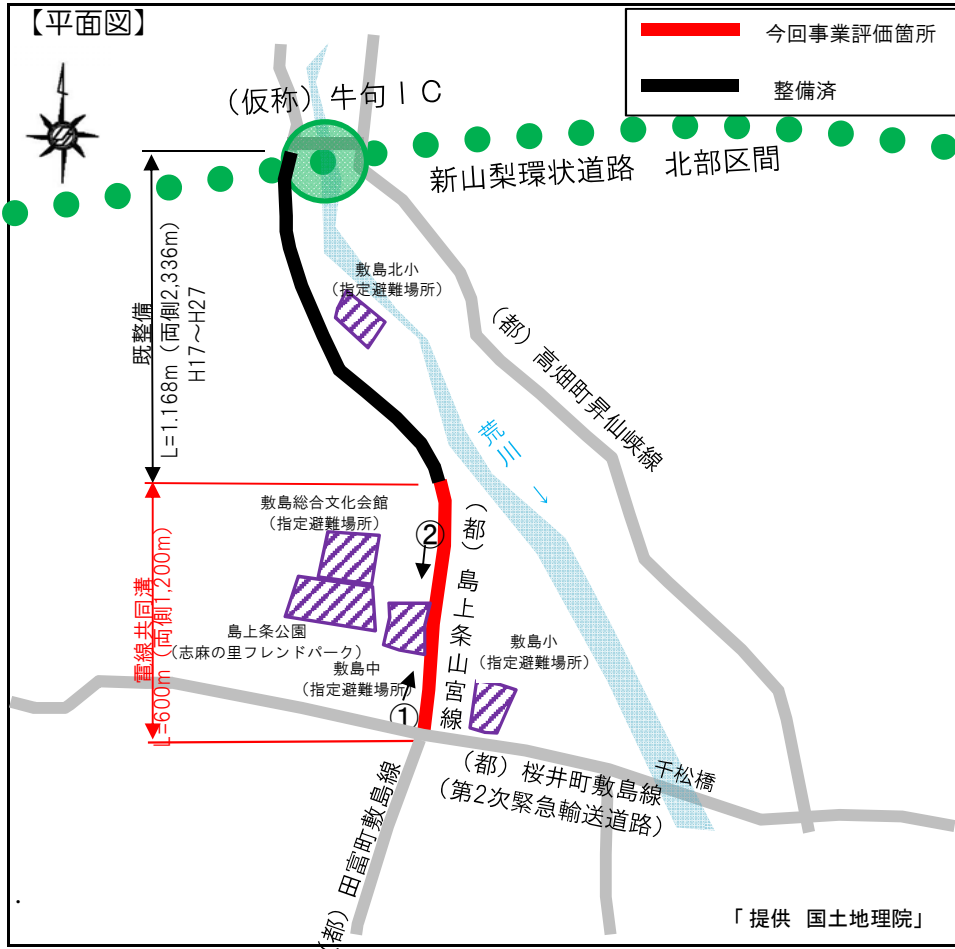 【平面図】
今回事業評価箇所
整備済
(仮称)牛句IC
新山梨環状道路 北部区間
既整備
L=1.168m(両側2,336m)
H17~H27
敷島北小
(指定避難場所)
(都)高畑町昇仙峡線
荒川→
電線共同溝
L=600m(両側1,200m)
敷島総合文化会館
(指定避難場所)
②
(都)島上条山宮線
島上条公園
(志麻の里フレンドパーク)
敷島中
(指定避難場所)
①
敷島小
(指定避難場所)
(都)桜井町敷島線
(第2次緊急輸送道路)
千松橋
(都)田富町敷島線
「提供 国土地理院」